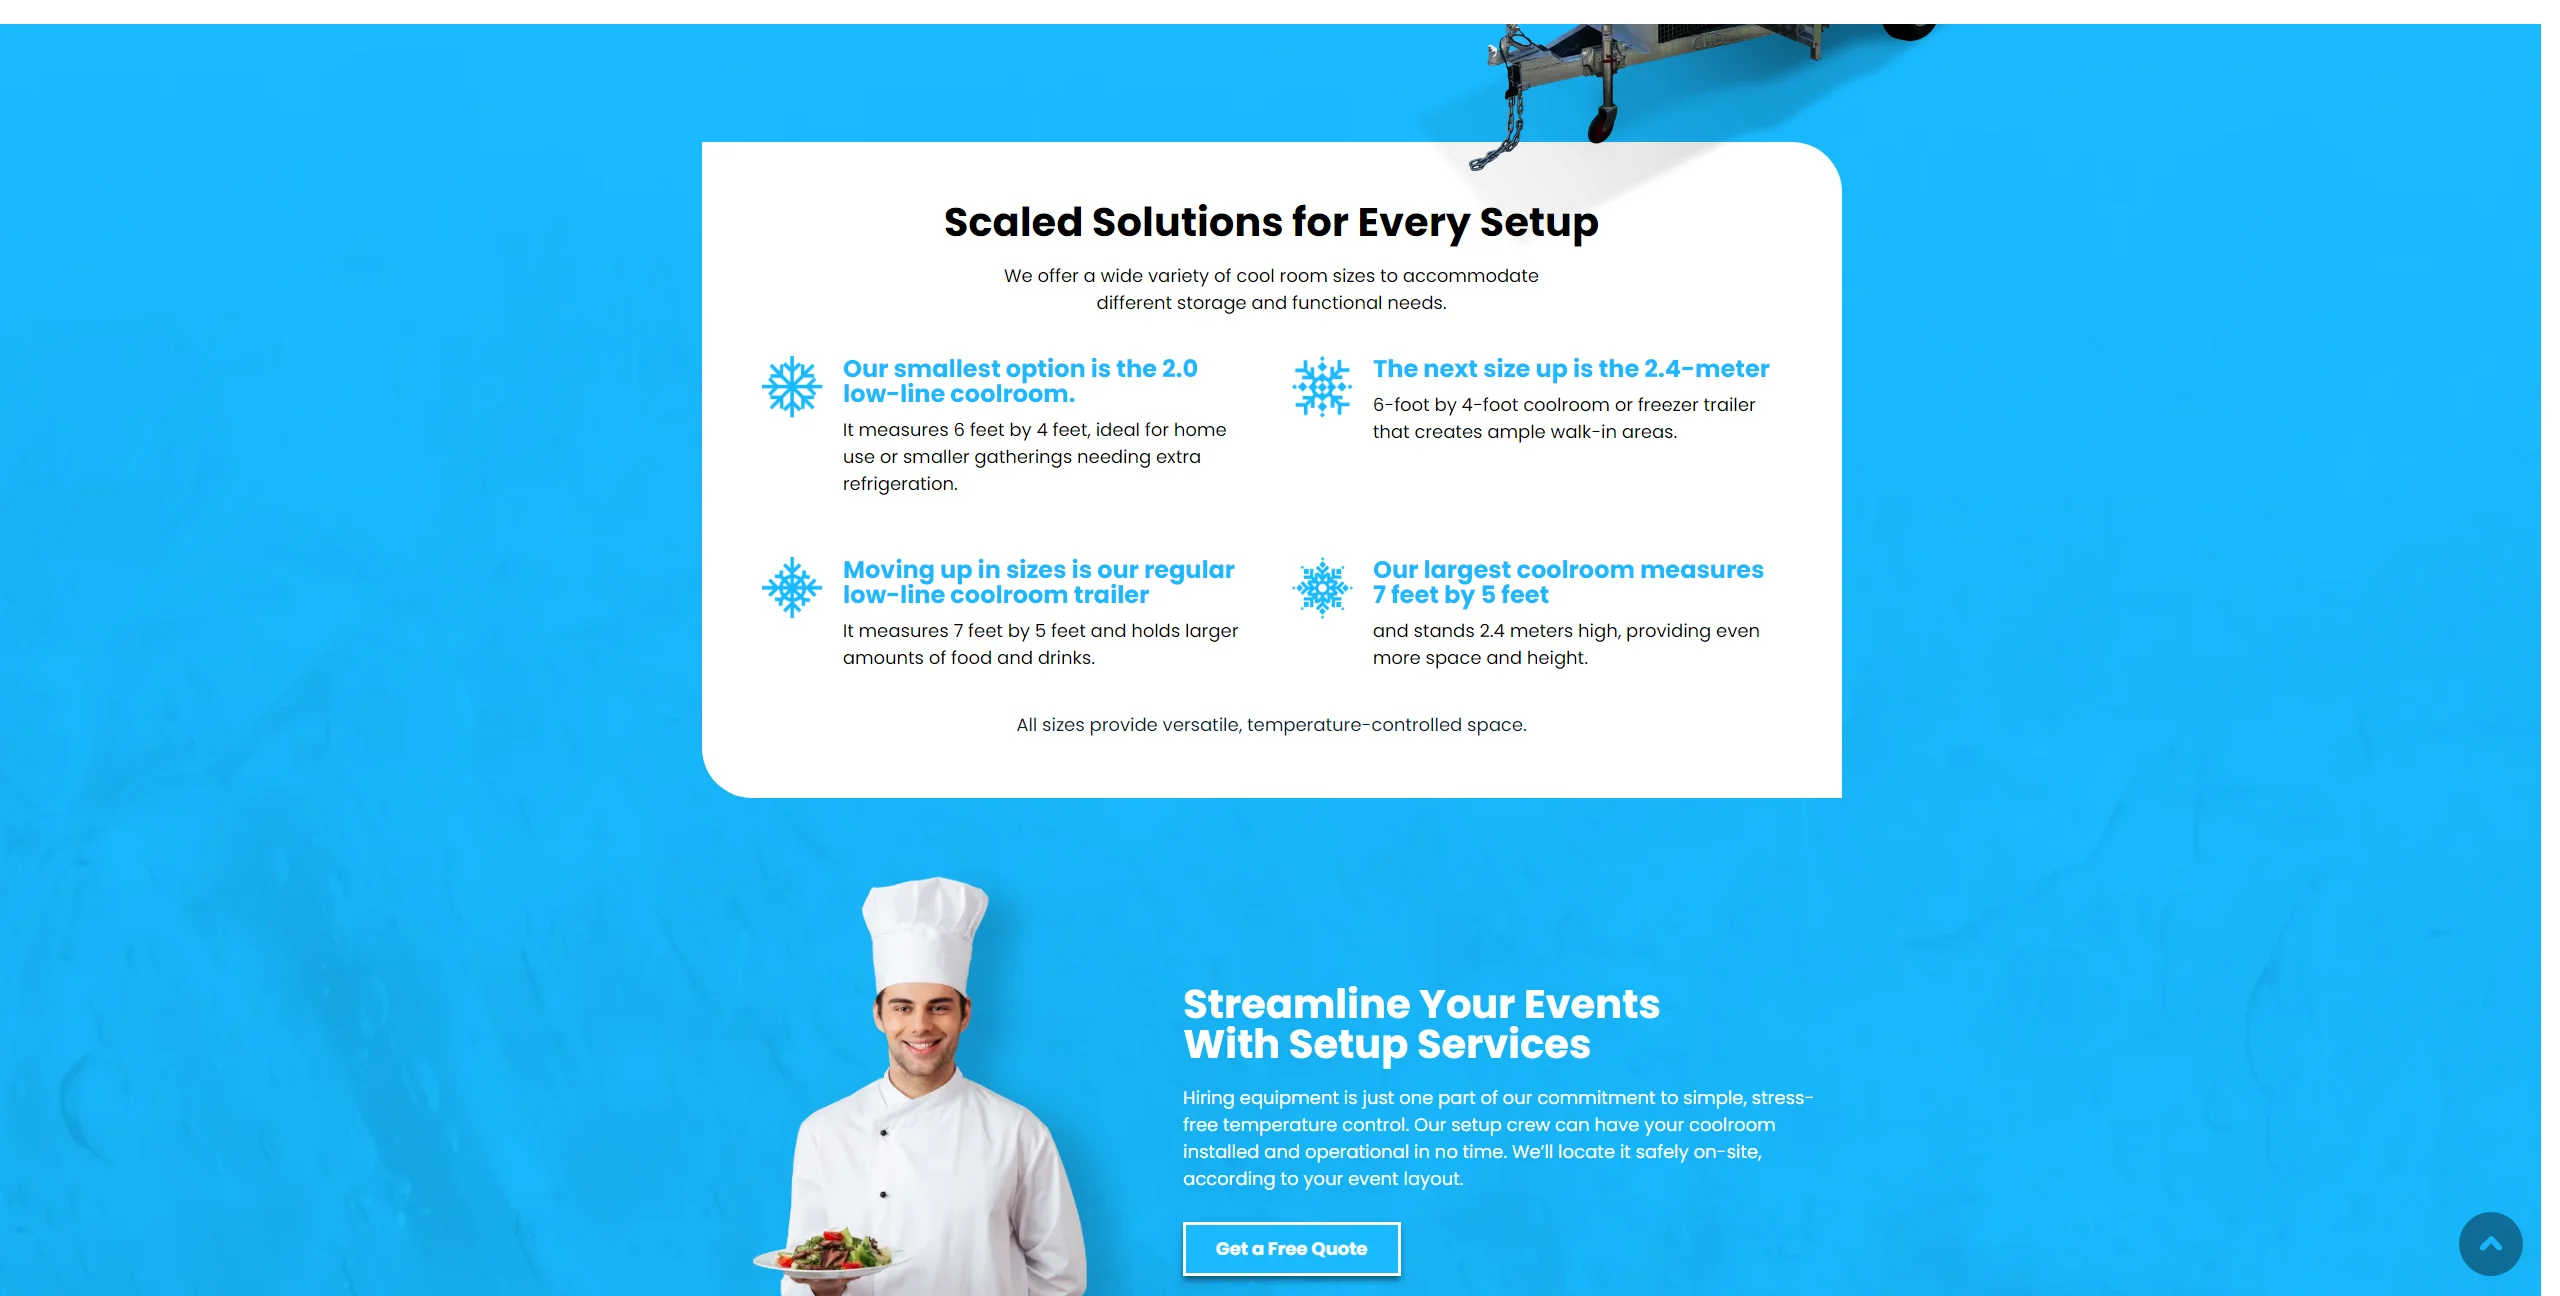 Scaled Solutions for Every Setup
We offer a wide variety of cool room sizes to accommodate
different storage and functional needs.
Our smallest option is the 2.0
low-line coolroom.
It measures 6 feet by 4 feet, ideal for home
use or smaller gatherings needing extra
refrigeration.
The next size up is the 2.4-meter
6-foot by 4-foot coolroom or freezer trailer
that creates ample walk-in areas.
Moving up in sizes is our regular
low-line coolroom trailer
It measures 7 feet by 5 feet and holds larger
amounts of food and drinks.
Our largest coolroom measures
7 feet by 5 feet
and stands 2.4 meters high, providing even
more space and height.
All sizes provide versatile, temperature-controlled space.
Streamline Your Events
With Setup Services
Hiring equipment is just one part of our commitment to simple, stress-
free temperature control. Our setup crew can have your coolroom
installed and operational in no time. We’ll locate it safely on-site,
according to your event layout.
Get a Free Quote